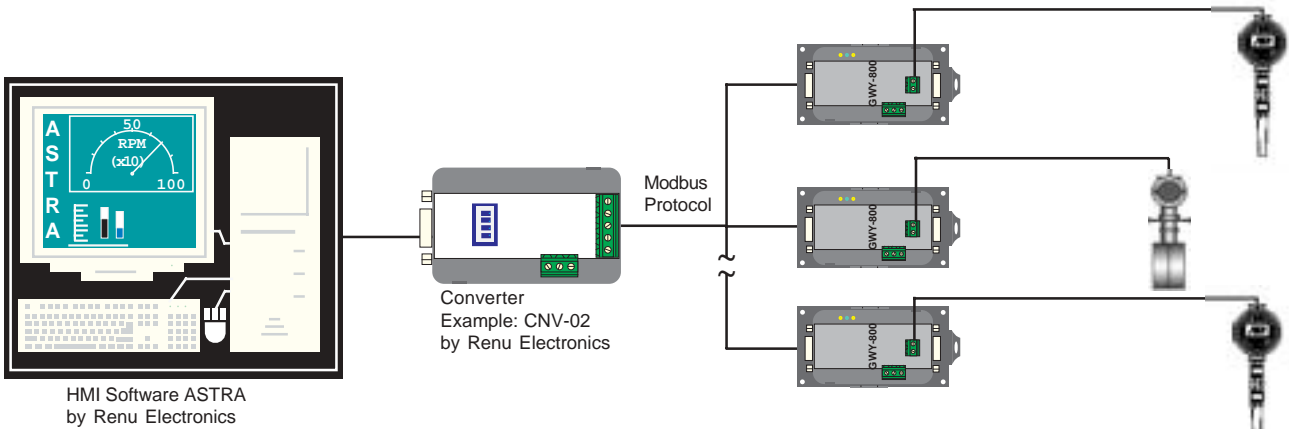 ASTRA
50
RPM
(x10)
0 100
HMI Software ASTRA
by Renu Electronics
Converter
Example: CNV-02
by Renu Electronics
Modbus
Protocol
GWY-800
GWY-800
GWY-800